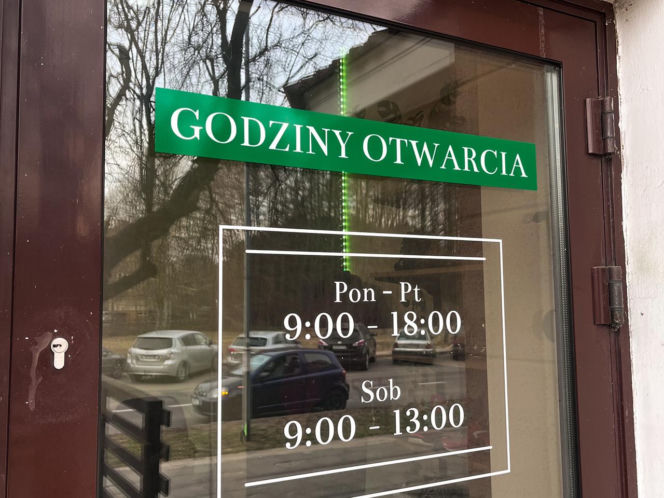 GODZINY OTWARCIA
Pon - Pt
9:00 - 18:00
Sob
9:00 - 13:00